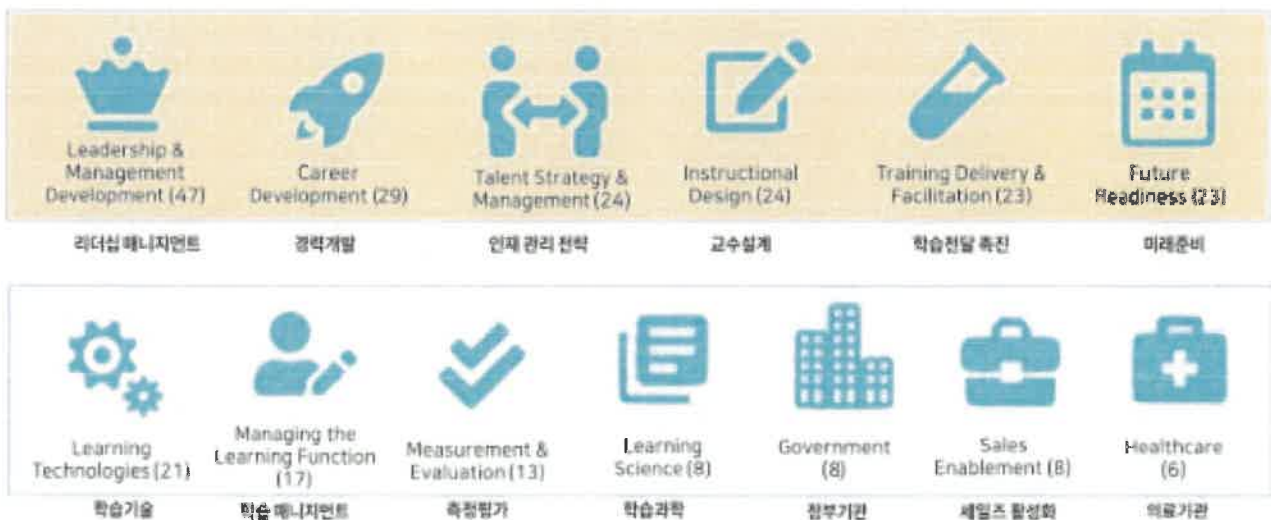 Leadership &
Management
Development (47)
Career
Development (29)
Talent Strategy &
Management (24)
Instructional
Design (24)
Training Delivery &
Facilitation (23)
Future
Readiness (23)
리더십 매니지먼트
경력개발
인재 관리 전략
교수설계
학습전달 촉진
미래준비
Learning
Technologies (21)
Managing the
Learning Function
(17)
Measurement &
Evaluation (13)
Learning
Science (8)
Government
(8)
Sales
Enablement (8)
Healthcare
(6)
학습기술
학습 매니지먼트
측정평가
학습과학
정부기관
세일즈 활성화
의료기관